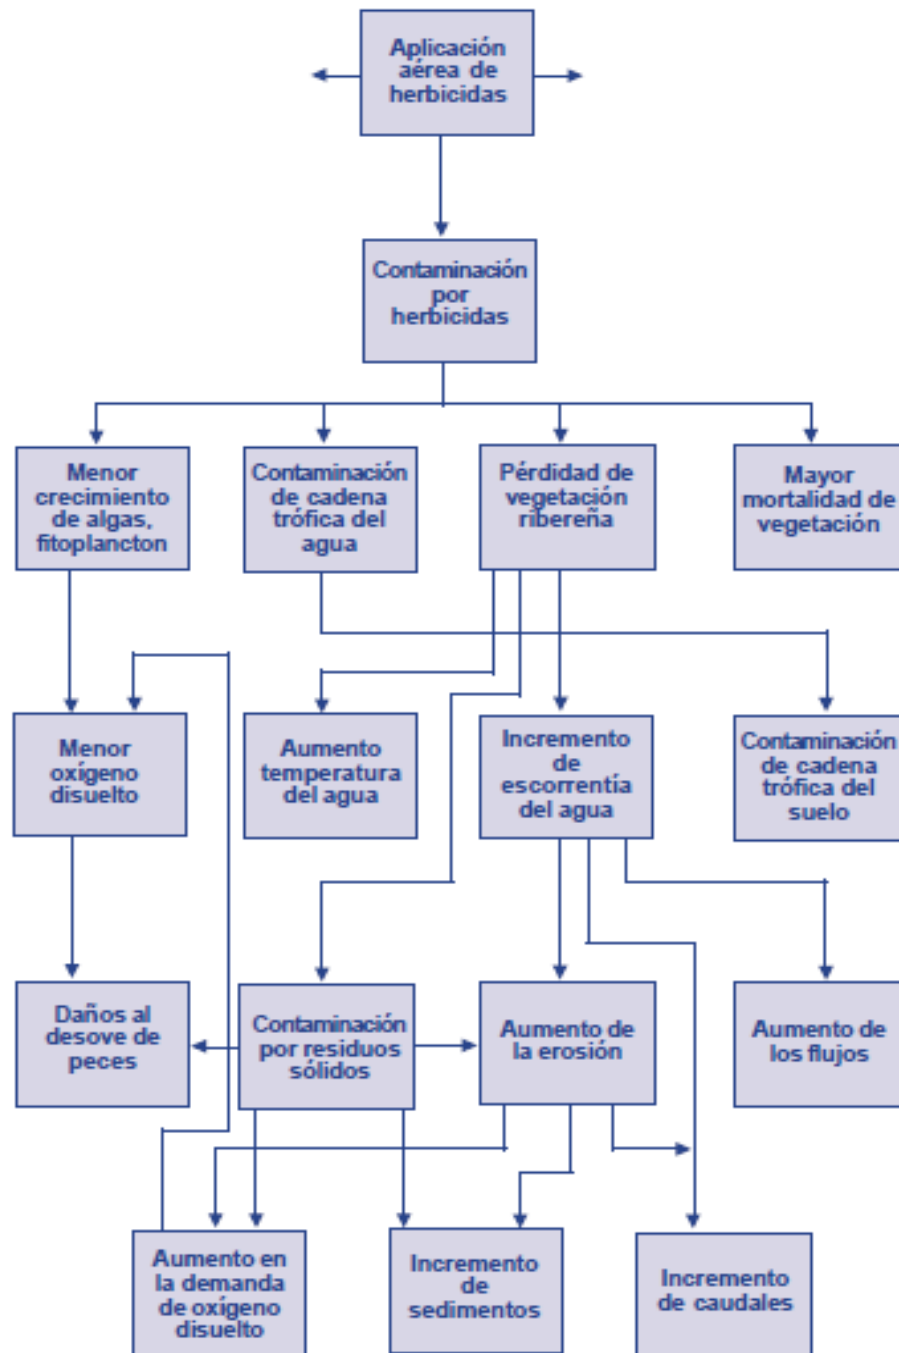 Aplicación
aérea de
herbicidas
Contaminación
por
herbicidas
Menor
crecimiento
de algas,
fitoplancton
Contaminación
de cadena
trófica del
agua
Pérdidad de
vegetación
ribereña
Mayor
mortalidad de
vegetación
Menor
oxígeno
disuelto
Aumento
temperatura
del agua
Incremento
de
escorrentía
del agua
Contaminación
de cadena
trófica del
suelo
Daños al
desove de
peces
Contaminación
por residuos
sólidos
Aumento de
la erosión
Aumento de
los flujos
Aumento en
la demanda
de oxígeno
disuelto
Incremento
de
sedimentos
Incremento
de caudales